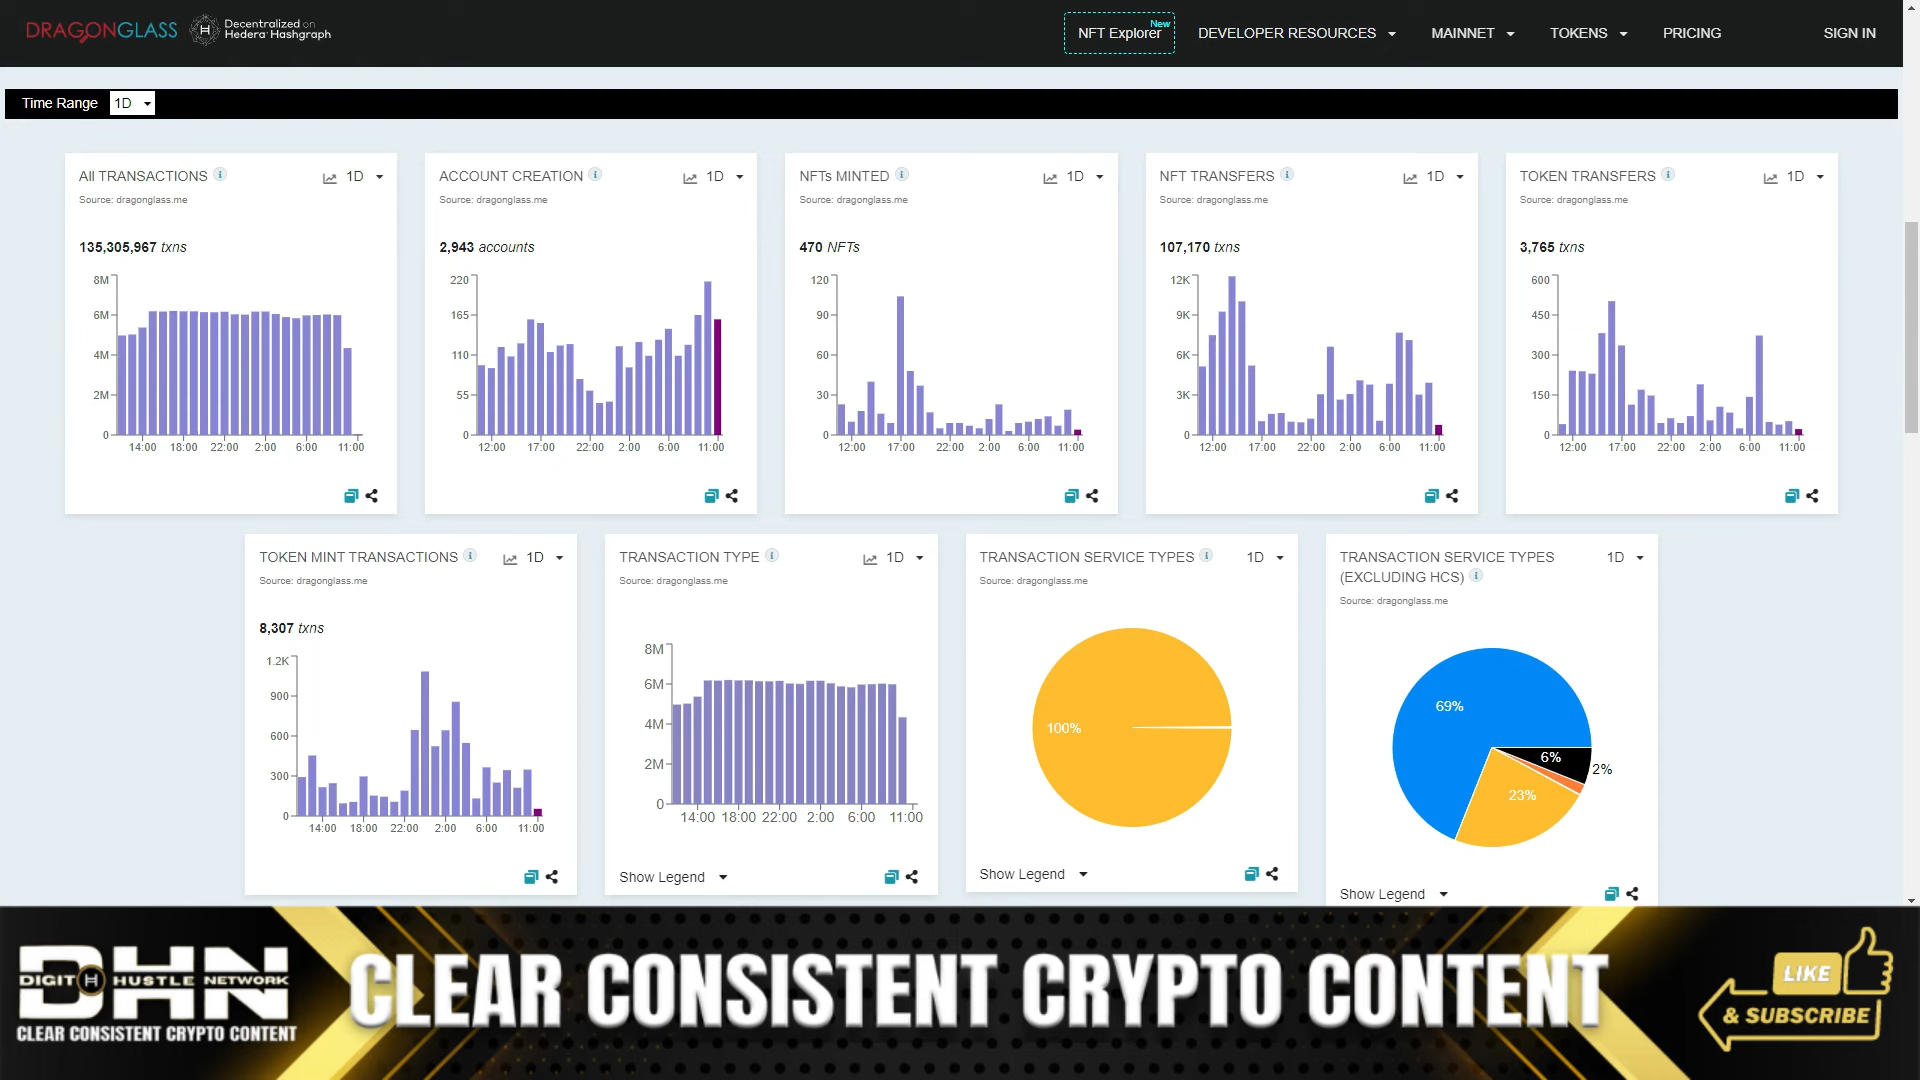 DRAGONGLASS
Decentralized on
Hedera Hashgraph
New
NFT Explorer
DEVELOPER RESOURCES
MAINNET
TOKENS
PRICING
SIGN IN
Time Range 1D
All TRANSACTIONS
1D
Source: dragonglass.me
135,305,967 txns
8M
6M
4M
2M
0
14:00 18:00 22:00 2:00 6:00 11:00
ACCOUNT CREATION
1D
Source: dragonglass.me
2,943 accounts
220
165
110
55
0
12:00 17:00 22:00 2:00 6:00 11:00
NFTs MINTED
1D
Source: dragonglass.me
470 NFTs
120
90
60
30
0
12:00 17:00 22:00 2:00 6:00 11:00
NFT TRANSFERS
1D
Source: dragonglass.me
107,170 txns
12K
9K
6K
3K
0
12:00 17:00 22:00 2:00 6:00 11:00
TOKEN TRANSFERS
1D
Source: dragonglass.me
3,765 txns
600
450
300
150
0
12:00 17:00 22:00 2:00 6:00 11:00
TOKEN MINT TRANSACTIONS
1D
Source: dragonglass.me
8,307 txns
1.2K
900
600
300
0
14:00 18:00 22:00 2:00 6:00 11:00
TRANSACTION TYPE
1D
Source: dragonglass.me
8M
6M
4M
2M
0
14:00 18:00 22:00 2:00 6:00 11:00
Show Legend
TRANSACTION SERVICE TYPES
1D
Source: dragonglass.me
100%
Show Legend
TRANSACTION SERVICE TYPES
(EXCLUDING HCS)
1D
Source: dragonglass.me
69%
6%
2%
23%
Show Legend
DHN
DIGIT H HUSTLE NETWORK
CLEAR CONSISTENT CRYPTO CONTENT
CLEAR CONSISTENT CRYPTO CONTENT
LIKE
& SUBSCRIBE